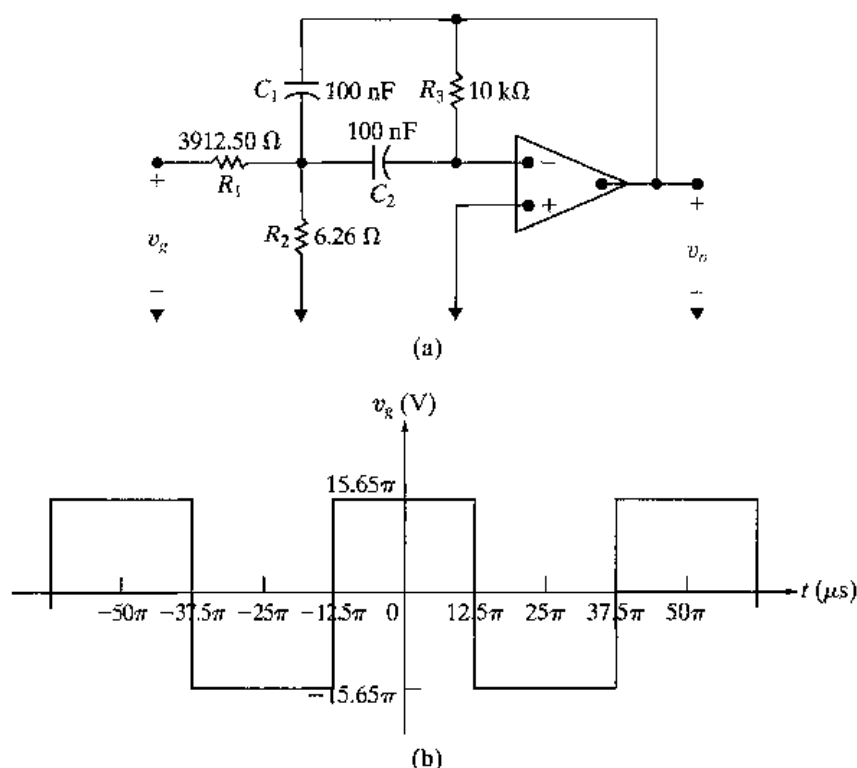 C₁ 100 nF R₃ 10 kΩ
3912.50 Ω 100 nF
+ R₁ C₂ − + +
v_g R₂ 6.26 Ω v_o
− −
(a)
v_g (V)
15.65π
t (μs)
−50π −37.5π −25π −12.5π 0 12.5π 25π 37.5π 50π
−15.65π
(b)